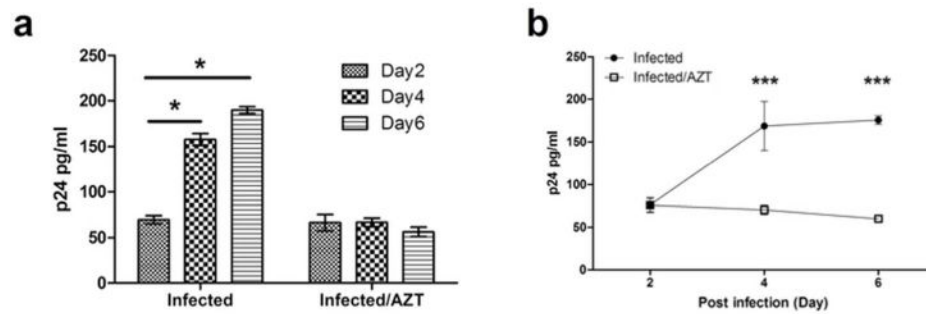 a
250
200
150
100
50
0
p24 pg/ml
*
*
Day2
Day4
Day6
Infected
Infected/AZT
b
250
200
150
100
50
0
p24 pg/ml
Infected
Infected/AZT
***
***
2
4
6
Post infection (Day)